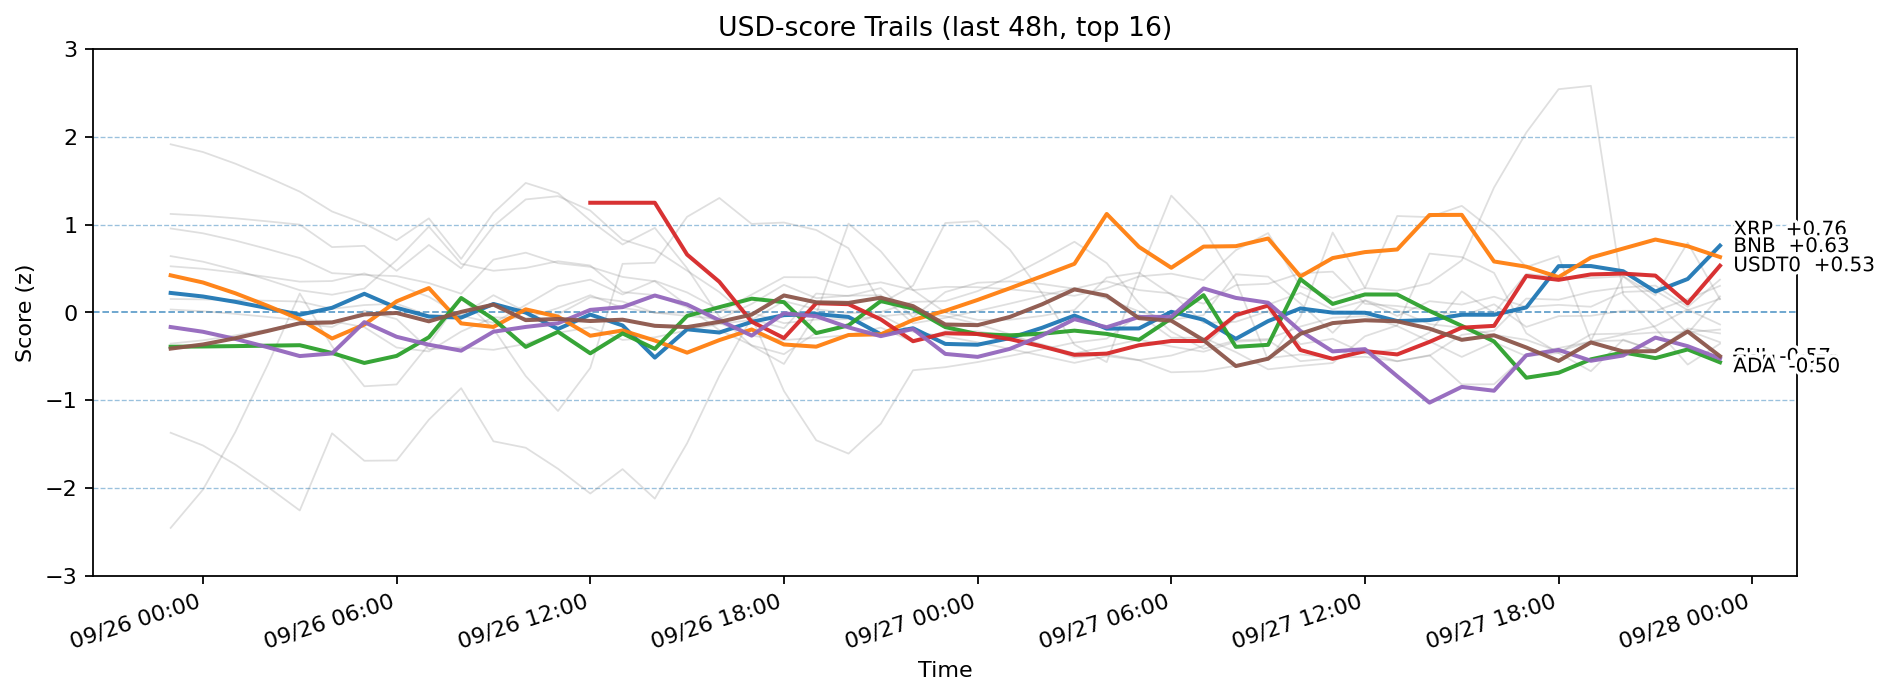 USD-score Trails (last 48h, top 16)
3
2
1
0
−1
−2
−3
Score (z)
XRP +0.76
BNB +0.63
USDT0 +0.53
-0.57
ADA -0.50
09/26 00:00
09/26 06:00
09/26 12:00
09/26 18:00
09/27 00:00
09/27 06:00
09/27 12:00
09/27 18:00
09/28 00:00
Time